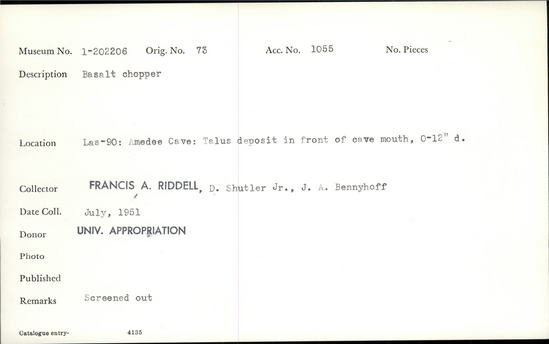 Museum No. 1-202206 Orig. No. 73 Acc. No. 1055 No. Pieces
Description Basalt chopper
Location Las-90: Amedee Cave: Talus deposit in front of cave mouth, 0-12" d.
Collector FRANCIS A. RIDDELL, D. Shutler Jr., J. A. Bennyhoff
Date Coll. July, 1951
Donor UNIV. APPROPRIATION
Photo
Published
Remarks Screened out
Catalogue entry- 4135